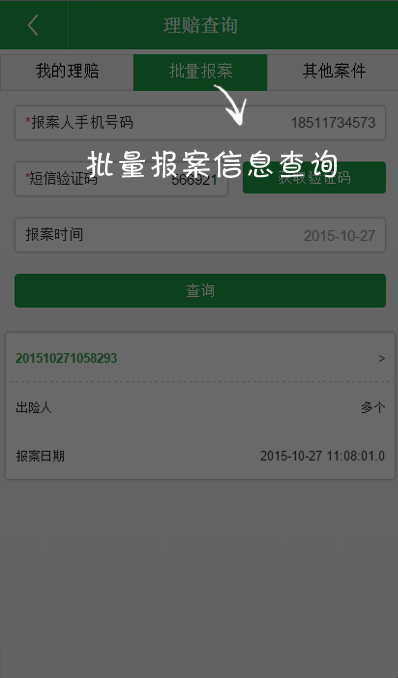 理赔查询
我的理赔 批量报案 其他案件
*报案人手机号码 18511734573
批量报案信息查询
*短信验证码 566921 获取验证码
报案时间 2015-10-27
查询
201510271058293 >
出险人 多个
报案日期 2015-10-27 11:08:01.0